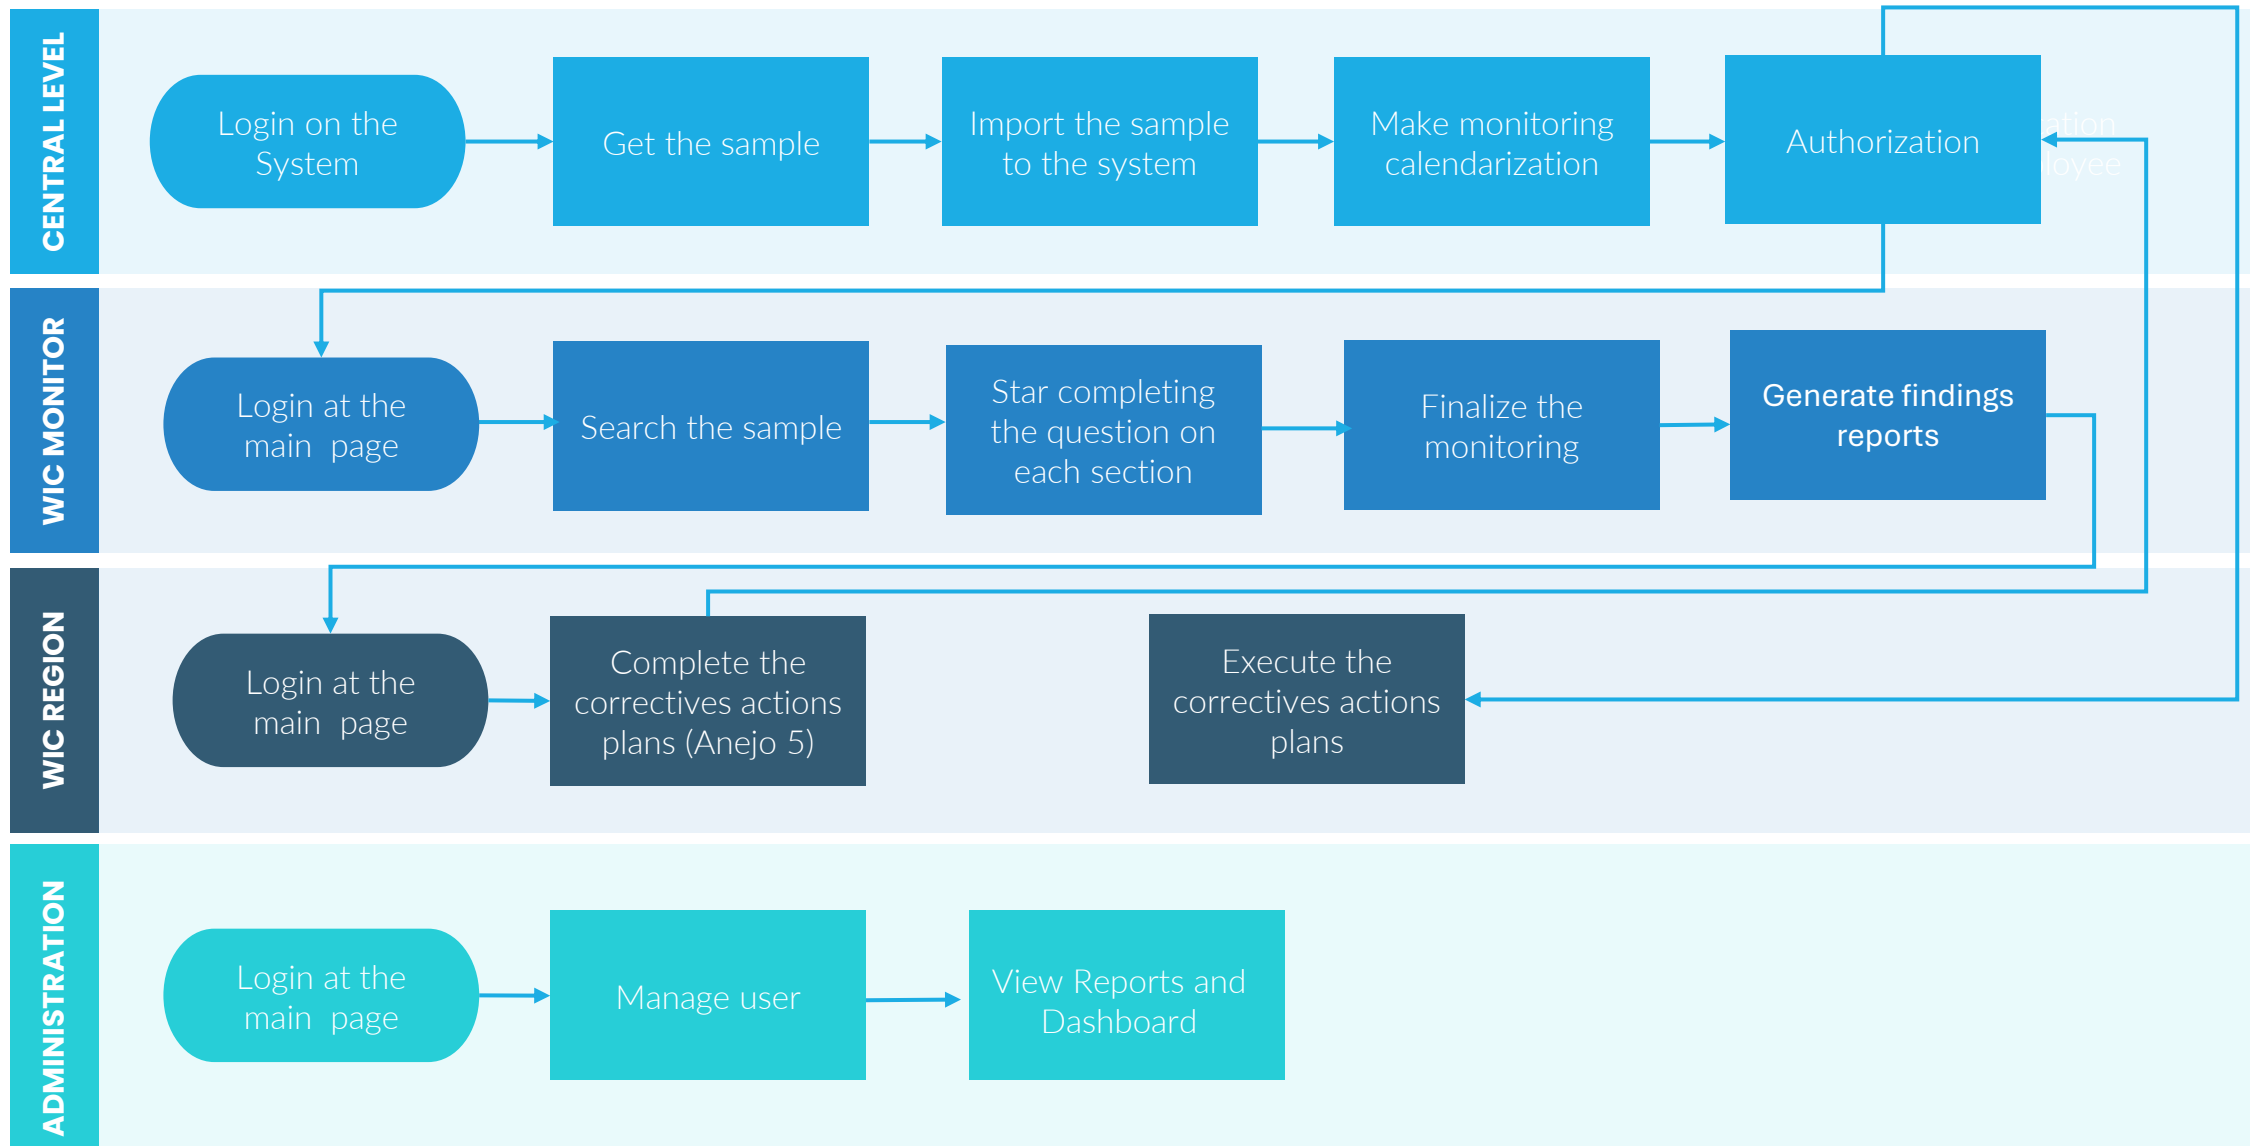 CENTRAL LEVEL
Login on the
System
Get the sample
Import the sample
to the system
Make monitoring
calendarization
Authorization
WIC MONITOR
Login at the
main  page
Search the sample
Star completing
the question on
each section
Finalize the
monitoring
Generate findings
reports
WIC REGION
Login at the
main  page
Complete the
correctives actions
plans (Anejo 5)
Execute the
correctives actions
plans
ADMINISTRATION
Login at the
main  page
Manage user
View Reports and
Dashboard